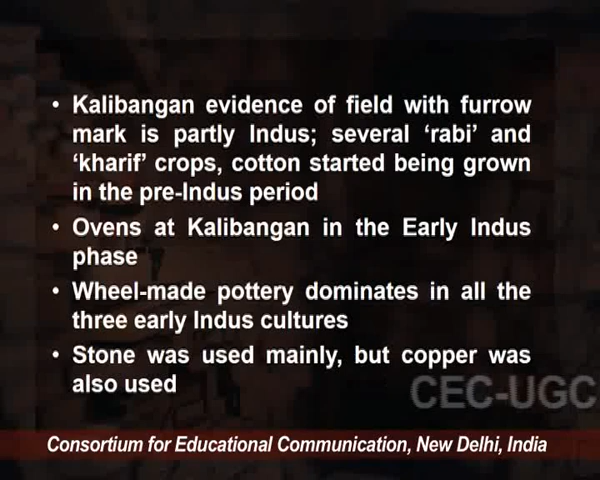 • Kalibangan evidence of field with furrow
mark is partly Indus; several ‘rabi’ and
‘kharif’ crops, cotton started being grown
in the pre-Indus period
• Ovens at Kalibangan in the Early Indus
phase
• Wheel-made pottery dominates in all the
three early Indus cultures
• Stone was used mainly, but copper was
also used
CEC-UGC
Consortium for Educational Communication, New Delhi, India